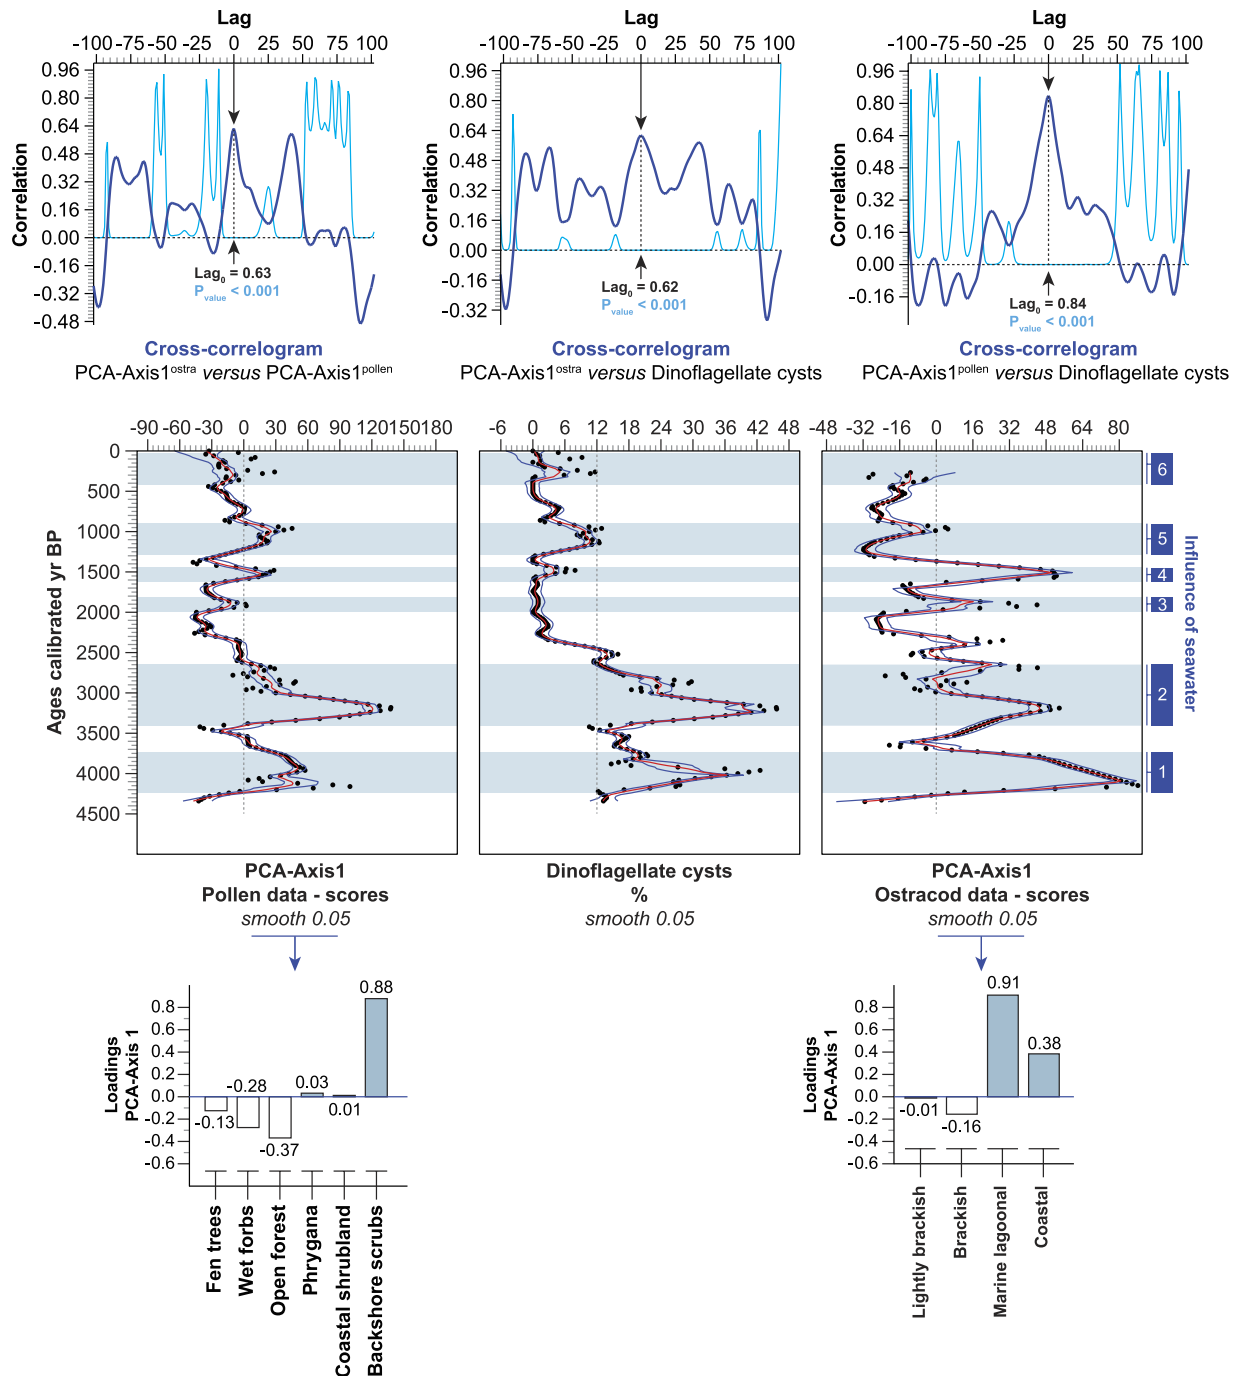 Lag
Lag
Lag
-100 -75 -50 -25 0 25 50 75 100
-100 -75 -50 -25 0 25 50 75 100
-100 -75 -50 -25 0 25 50 75 100
Correlation
0.96
0.80
0.64
0.48
0.32
0.16
0.00
-0.16
-0.32
-0.48
Lag0 = 0.63
Pvalue < 0.001
Correlation
0.96
0.80
0.64
0.48
0.32
0.16
0.00
-0.16
-0.32
Lag0 = 0.62
Pvalue < 0.001
Correlation
0.96
0.80
0.64
0.48
0.32
0.16
0.00
-0.16
Lag0 = 0.84
Pvalue < 0.001
Cross-correlogram
PCA-Axis1ostra versus PCA-Axis1pollen
Cross-correlogram
PCA-Axis1ostra versus Dinoflagellate cysts
Cross-correlogram
PCA-Axis1pollen versus Dinoflagellate cysts
-90 -60 -30 0 30 60 90 120 150 180
-6 0 6 12 18 24 30 36 42 48
-48 -32 -16 0 16 32 48 64 80
Ages calibrated yr BP
0
500
1000
1500
2000
2500
3000
3500
4000
4500
6
5
4
3
2
1
Influence of seawater
PCA-Axis1
Pollen data - scores
smooth 0.05
Dinoflagellate cysts
%
smooth 0.05
PCA-Axis1
Ostracod data - scores
smooth 0.05
Loadings
PCA-Axis 1
0.8
0.6
0.4
0.2
0.0
-0.2
-0.4
-0.6
-0.13
-0.28
-0.37
0.03
0.01
0.88
Fen trees
Wet forbs
Open forest
Phrygana
Coastal shrubland
Backshore scrubs
Loadings
PCA-Axis 1
0.8
0.6
0.4
0.2
0.0
-0.2
-0.4
-0.6
-0.01
-0.16
0.91
0.38
Lightly brackish
Brackish
Marine lagoonal
Coastal